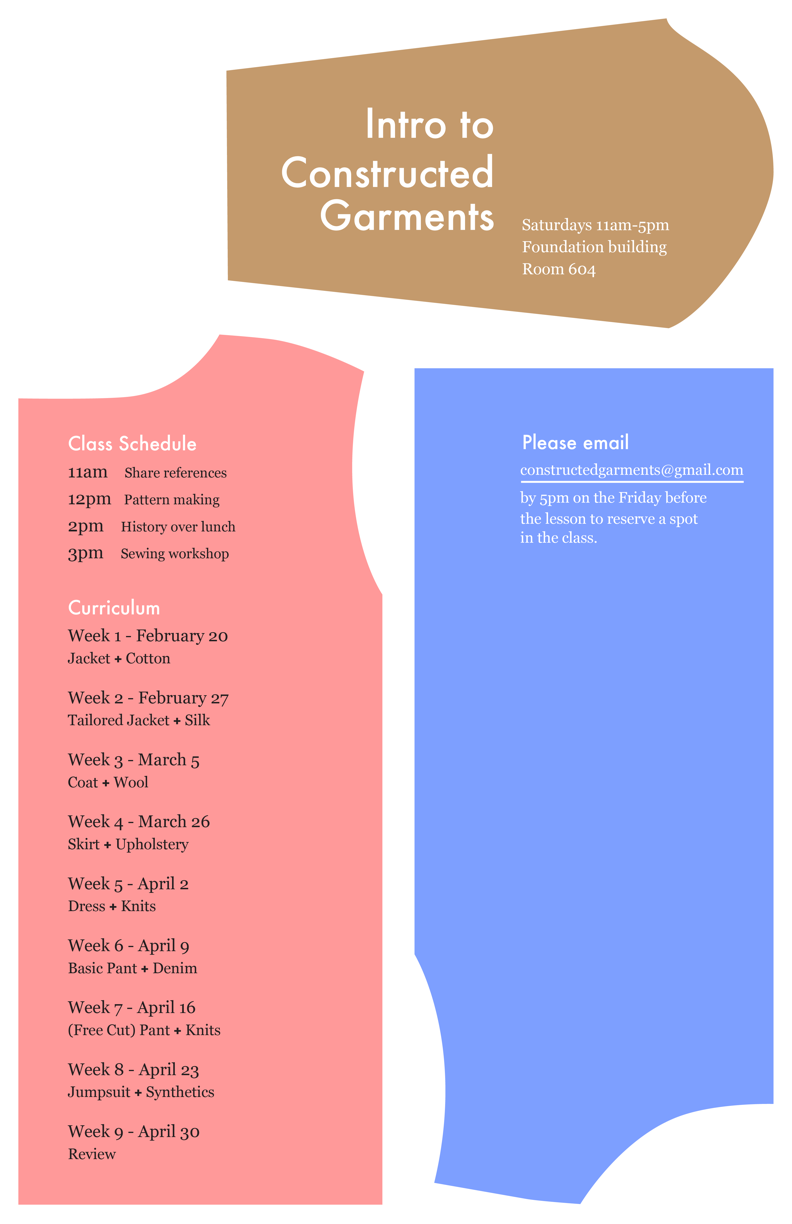 Intro to
Constructed
Garments
Saturdays 11am-5pm
Foundation building
Room 604
Class Schedule
11am Share references
12pm Pattern making
2pm History over lunch
3pm Sewing workshop
Curriculum
Week 1 - February 20
Jacket + Cotton
Week 2 - February 27
Tailored Jacket + Silk
Week 3 - March 5
Coat + Wool
Week 4 - March 26
Skirt + Upholstery
Week 5 - April 2
Dress + Knits
Week 6 - April 9
Basic Pant + Denim
Week 7 - April 16
(Free Cut) Pant + Knits
Week 8 - April 23
Jumpsuit + Synthetics
Week 9 - April 30
Review
Please email
constructedgarments@gmail.com
by 5pm on the Friday before
the lesson to reserve a spot
in the class.